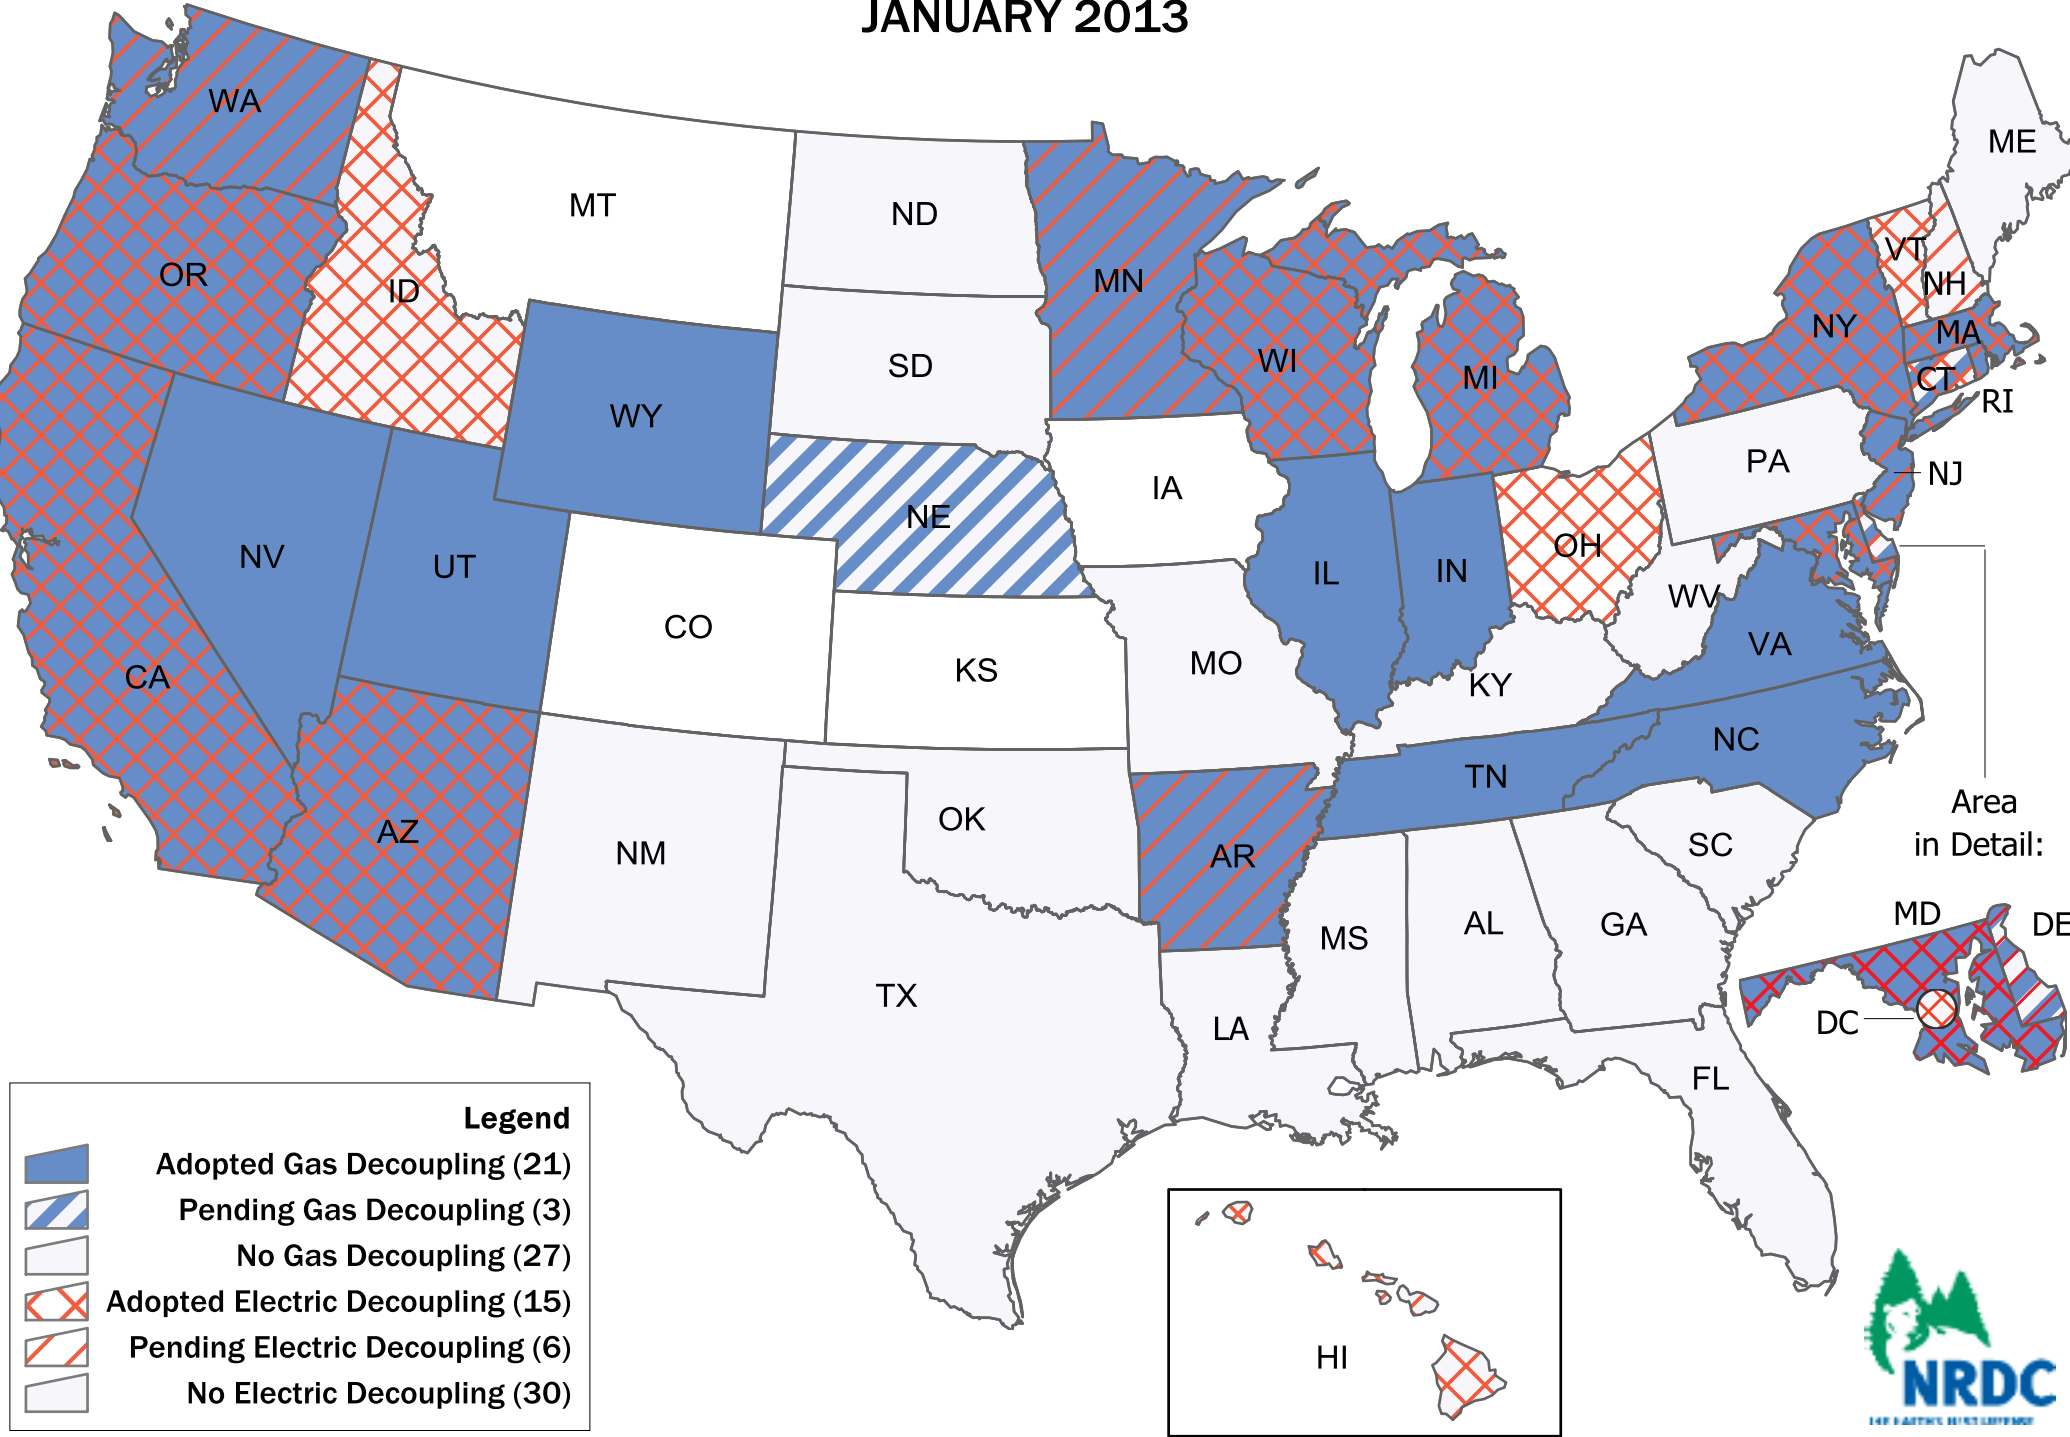 JANUARY 2013
WA
MT
ND
MN
ME
OR
ID
SD
WI
MI
VT
NH
NY
MA
CT
RI
WY
NE
IA
PA
NJ
NV
UT
CO
KS
MO
IL
IN
OH
WV
VA
KY
CA
AZ
NM
OK
AR
TN
NC
SC
TX
LA
MS
AL
GA
FL
Area
in Detail:
MD
DE
DC
HI
Legend
Adopted Gas Decoupling (21)
Pending Gas Decoupling (3)
No Gas Decoupling (27)
Adopted Electric Decoupling (15)
Pending Electric Decoupling (6)
No Electric Decoupling (30)
NRDC